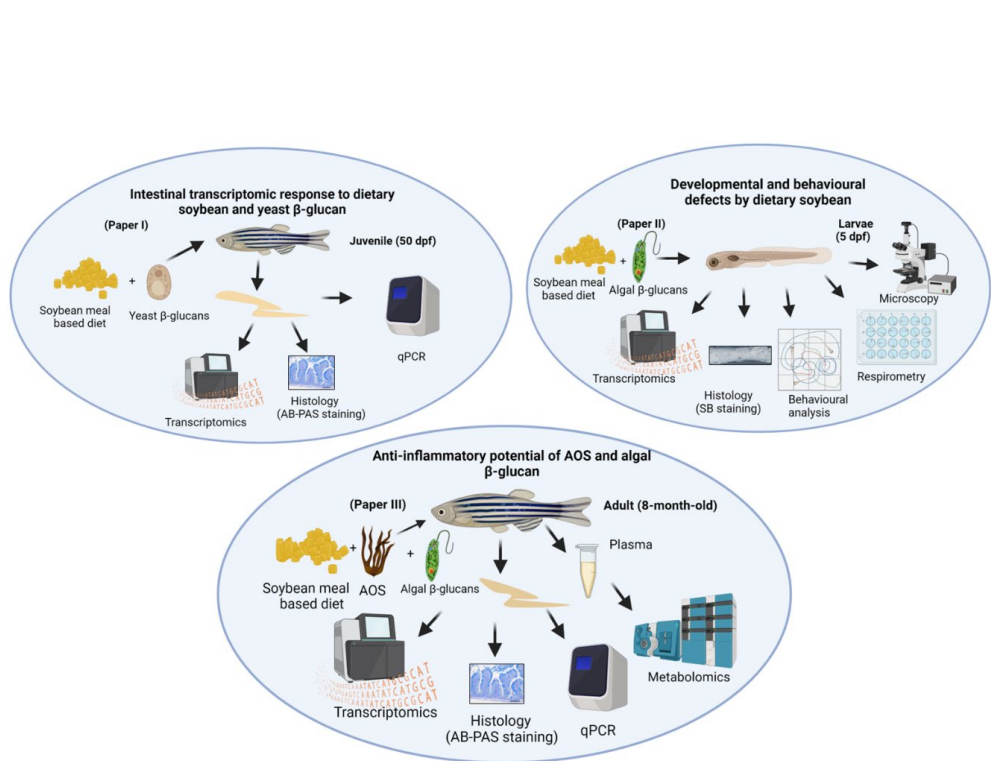 Intestinal transcriptomic response to dietary
soybean and yeast β-glucan
(Paper I)
Juvenile (50 dpf)
+
Soybean meal
based diet
Yeast β-glucans
qPCR
Transcriptomics
Histology
(AB-PAS staining)
Developmental and behavioural
defects by dietary soybean
(Paper II)
Larvae
(5 dpf)
+
Soybean meal
based diet
Algal β-glucans
Microscopy
Transcriptomics
Histology
(SB staining)
Behavioural
analysis
Respirometry
Anti-inflammatory potential of AOS and algal
β-glucan
(Paper III)
Adult (8-month-old)
+
+
Plasma
Soybean meal
based diet
AOS
Algal β-glucans
Metabolomics
Transcriptomics
Histology
(AB-PAS staining)
qPCR